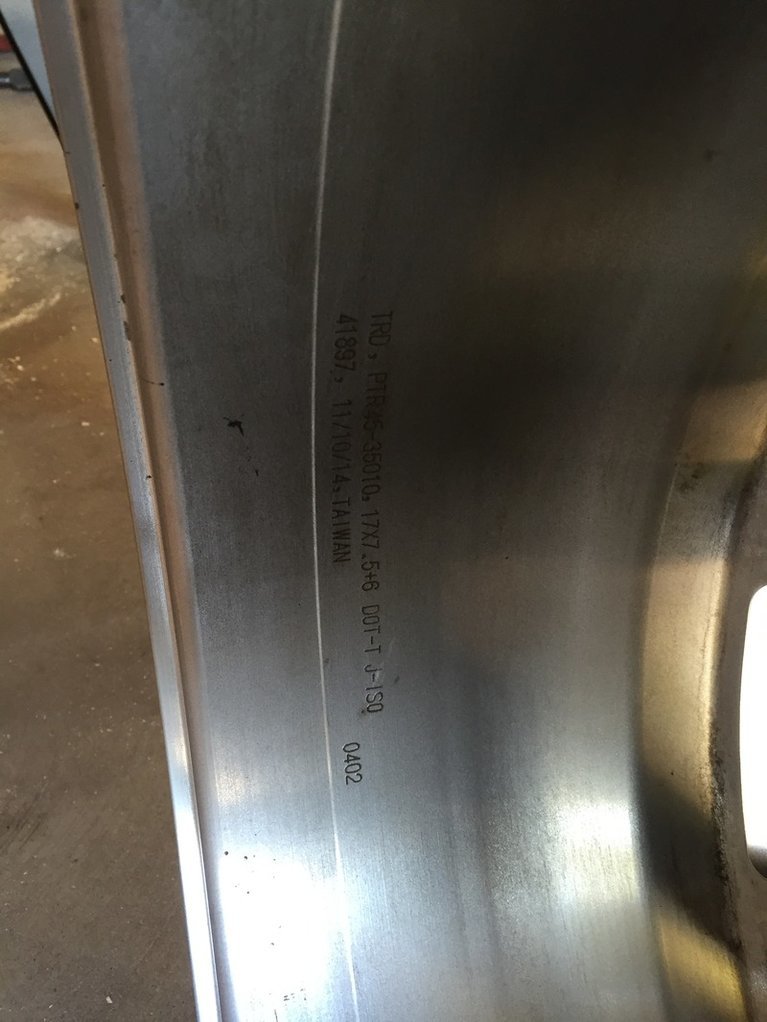 TRD, PTR45-35010, 17X7.5+6 DOT-T J-ISO
41897, 11/10/14, TAIWAN
0402